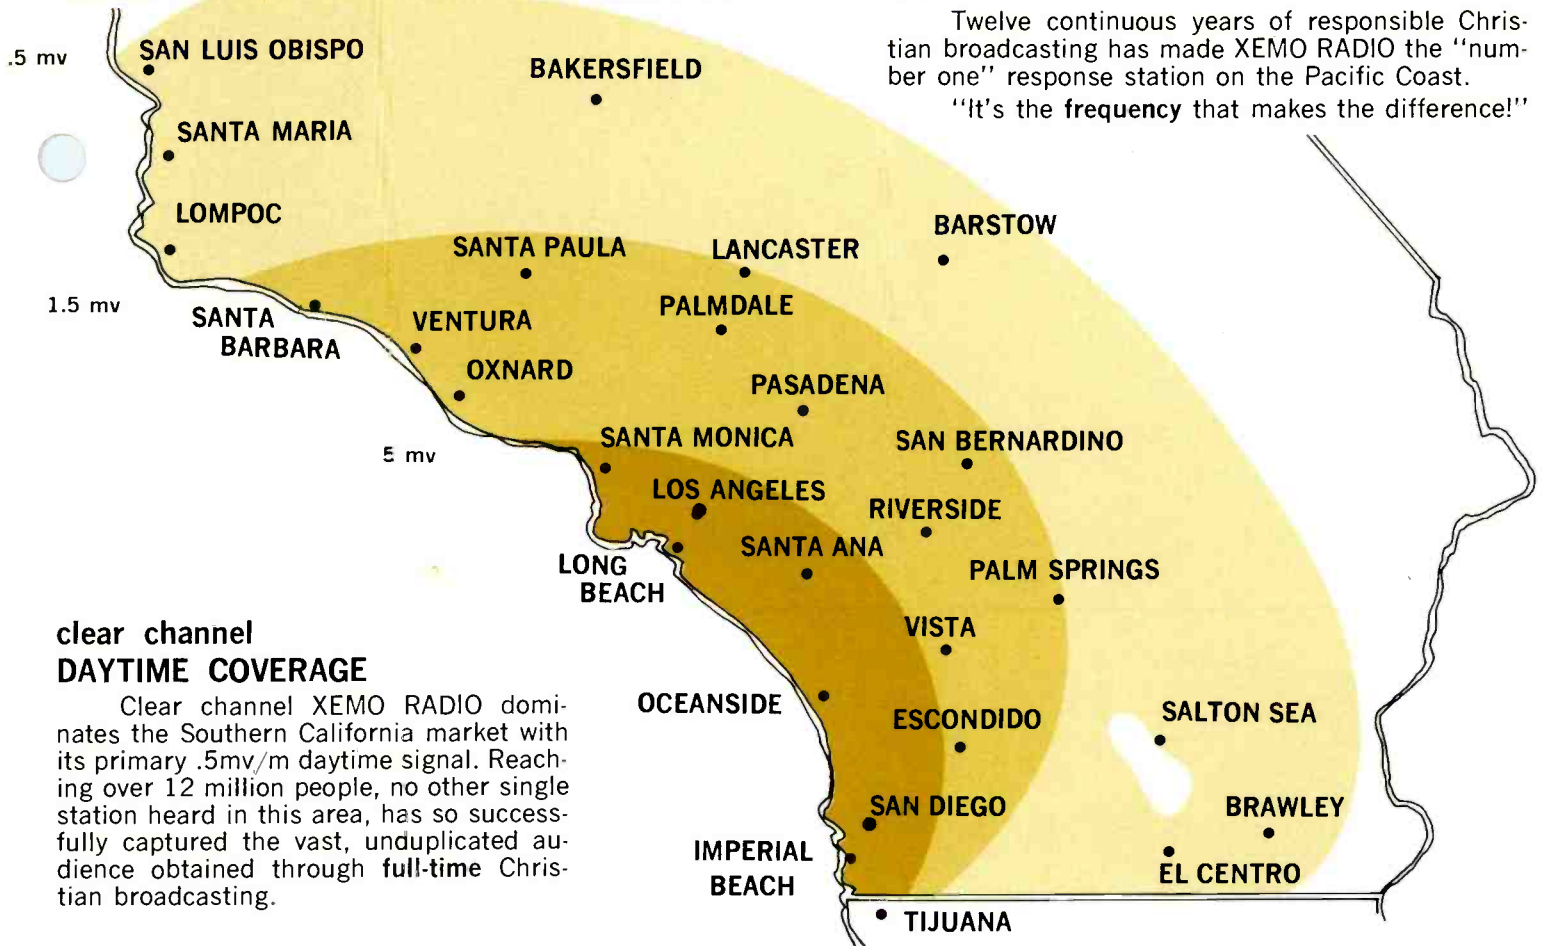 Twelve continuous years of responsible Chris-
tian broadcasting has made XEMO RADIO the "num-
ber one" response station on the Pacific Coast.
"It's the frequency that makes the difference!"
.5 mv
SAN LUIS OBISPO
BAKERSFIELD
SANTA MARIA
LOMPOC
BARSTOW
SANTA PAULA
LANCASTER
1.5 mv
PALMDALE
SANTA
BARBARA
VENTURA
OXNARD
PASADENA
SANTA MONICA
SAN BERNARDINO
5 mv
LOS ANGELES
RIVERSIDE
SANTA ANA
LONG
BEACH
PALM SPRINGS
VISTA
OCEANSIDE
ESCONDIDO
SALTON SEA
SAN DIEGO
BRAWLEY
IMPERIAL
BEACH
EL CENTRO
TIJUANA
clear channel
DAYTIME COVERAGE
Clear channel XEMO RADIO domi-
nates the Southern California market with
its primary .5mv/m daytime signal. Reach-
ing over 12 million people, no other single
station heard in this area, has so success-
fully captured the vast, unduplicated au-
dience obtained through full-time Chris-
tian broadcasting.